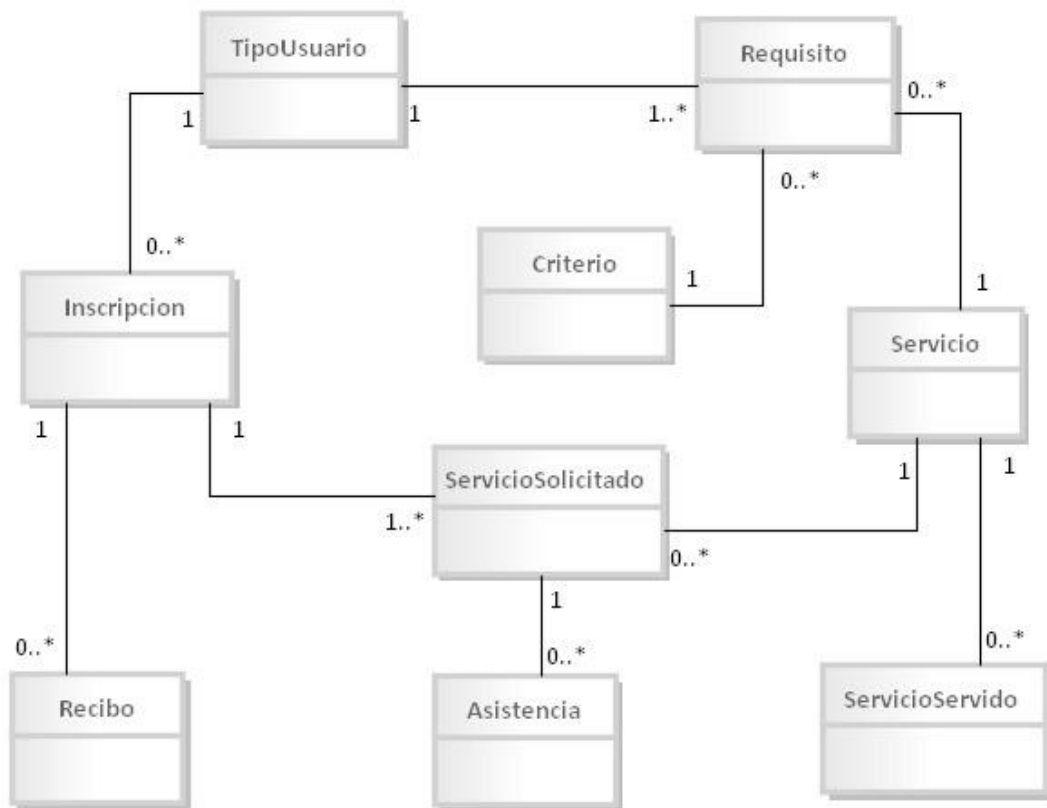 TipoUsuario
Requisito
1
1
1..*
0..*
0..*
0..*
Criterio
1
1
Inscripcion
Servicio
1
1
ServicioSolicitado
1
1
1..*
0..*
1
0..*
0..*
0..*
Recibo
Asistencia
ServicioServido